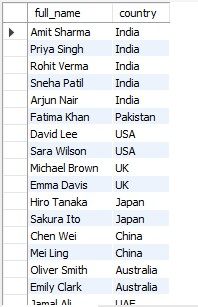 full_name country
Amit Sharma India
Priya Singh India
Rohit Verma India
Sneha Patil India
Arjun Nair India
Fatima Khan Pakistan
David Lee USA
Sara Wilson USA
Michael Brown UK
Emma Davis UK
Hiro Tanaka Japan
Sakura Ito Japan
Chen Wei China
Mei Ling China
Oliver Smith Australia
Emily Clark Australia
Jamal Ali UAE